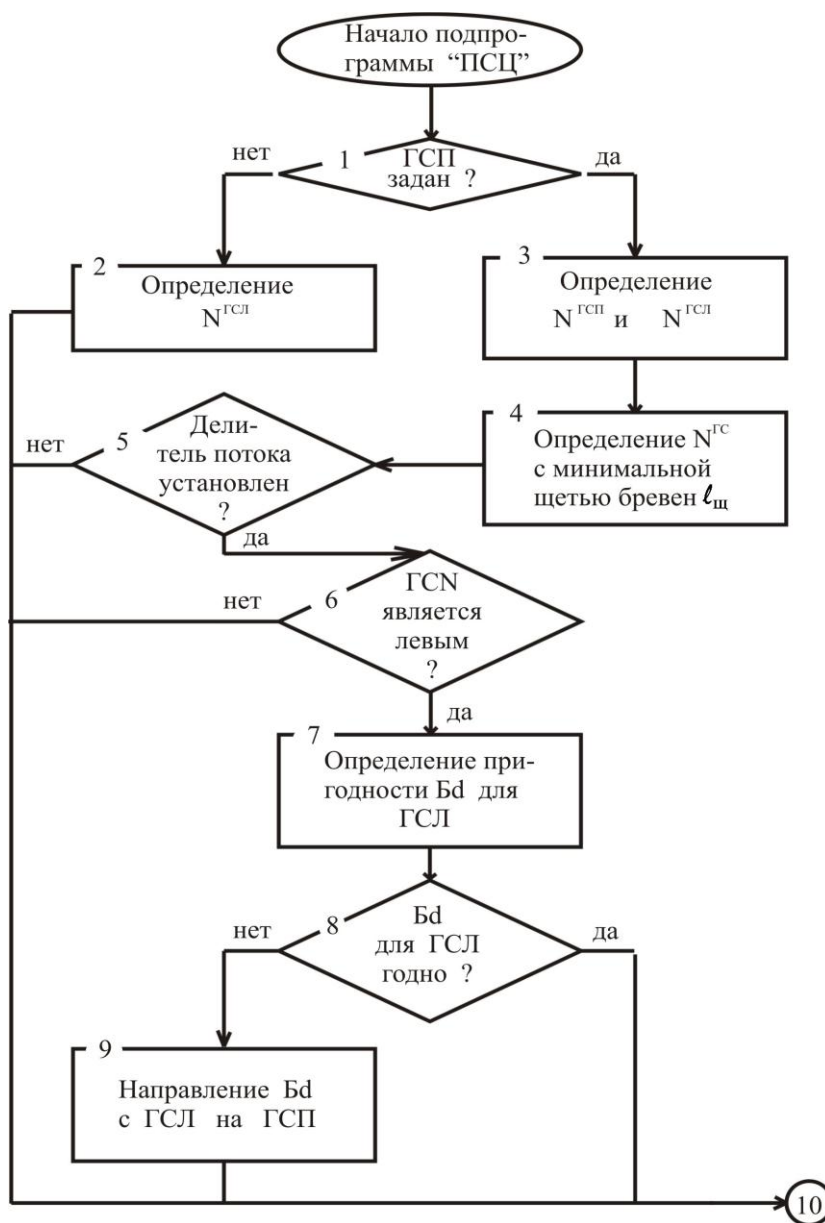 Начало подпро-
граммы "ПСЦ"
нет
1
ГСП
задан ?
да
2
Определение
N^ГСЛ
3
Определение
N^ГСП и N^ГСЛ
4
Определение N^ГС
с минимальной
щетью бревен ℓщ
нет
5
Дели-
тель потока
установлен
?
да
нет
6
ГСN
является
левым
?
да
7
Определение при-
годности Бd для
ГСЛ
нет
8
Бd
для ГСЛ
годно ?
да
9
Направление Бd
с ГСЛ на ГСП
10